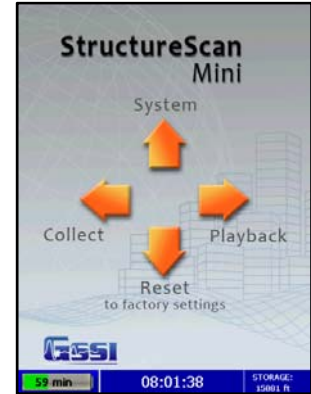 StructureScan
Mini
System
Collect
Playback
Reset
to factory settings
GSSI
59 min
08:01:38
STORAGE:
15001 ft